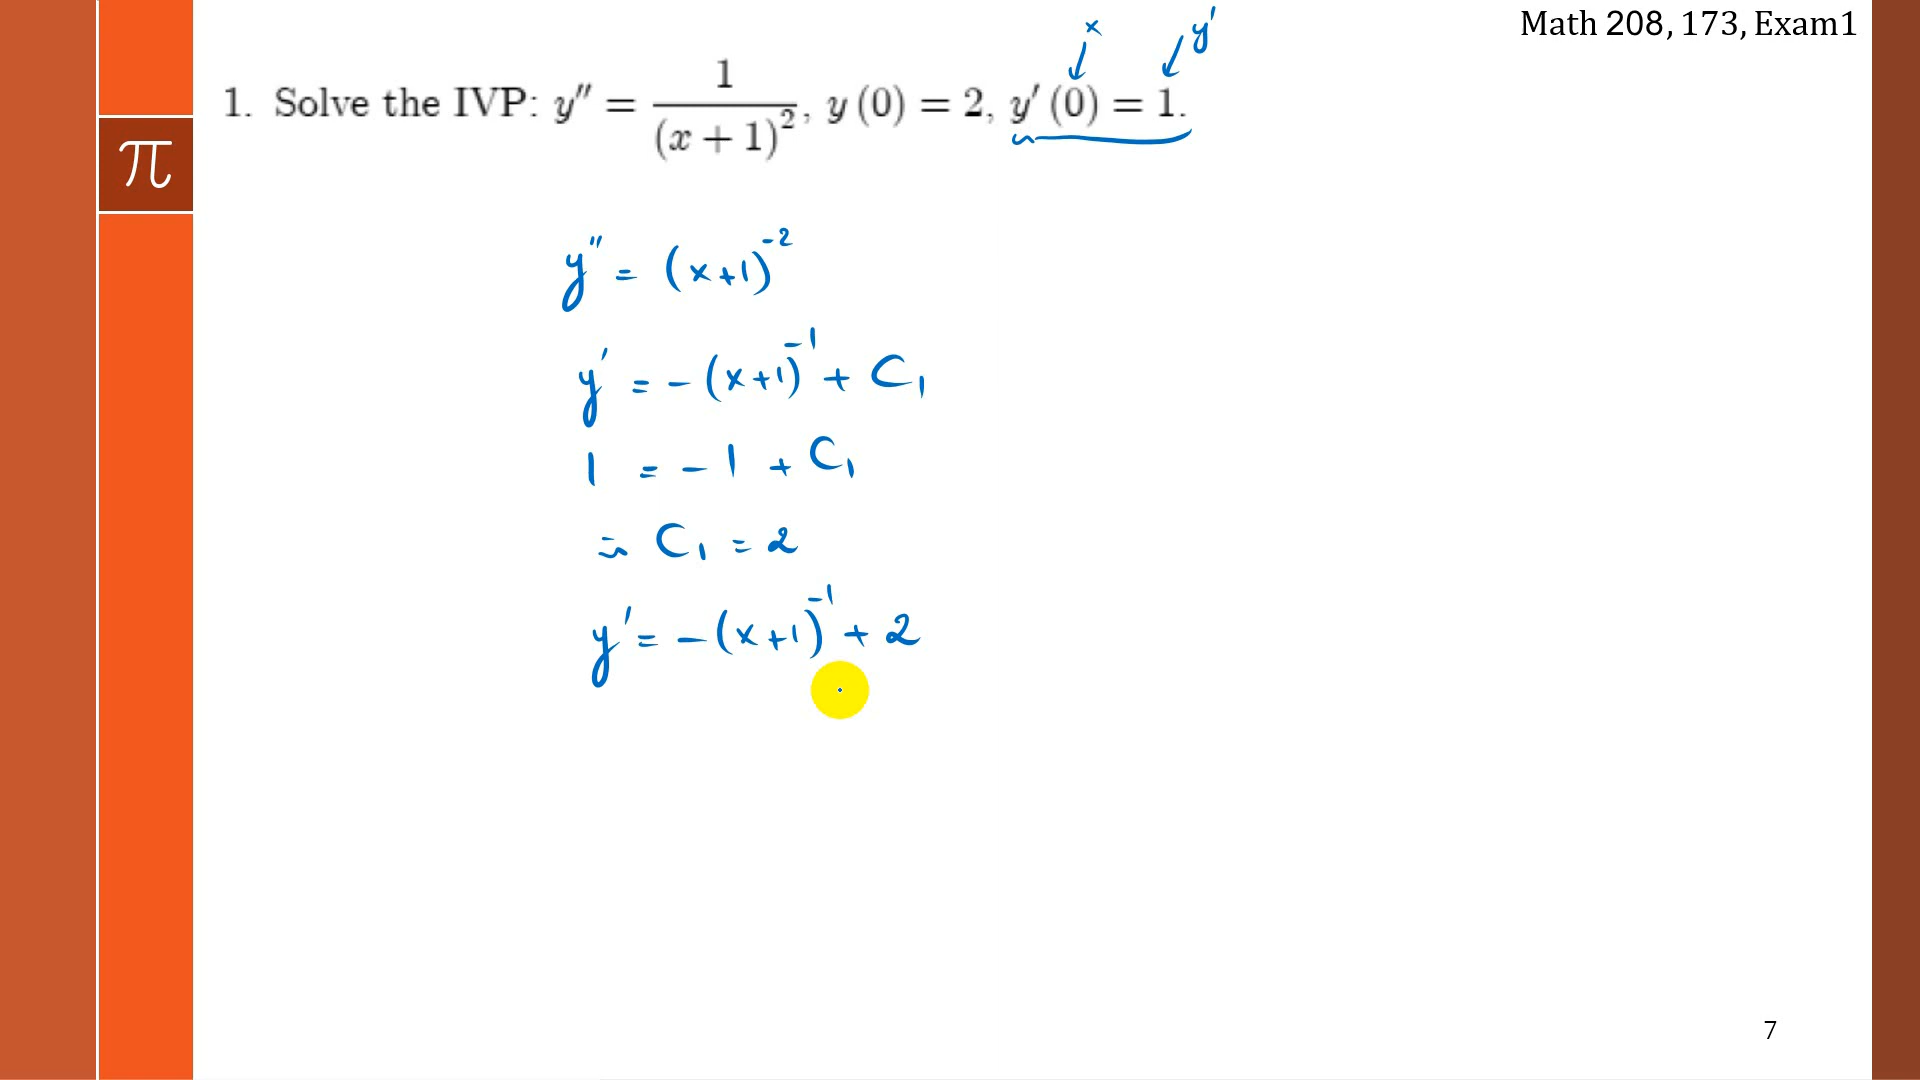 Math 208, 173, Exam1
x y'
1. Solve the IVP: y'' = 1/(x + 1)², y (0) = 2, y' (0) = 1.
π
y'' = (x+1)⁻²
y' = -(x+1)⁻¹ + C₁
1 = -1 + C₁
⇒ C₁ = 2
y' = -(x+1)⁻¹ + 2
7